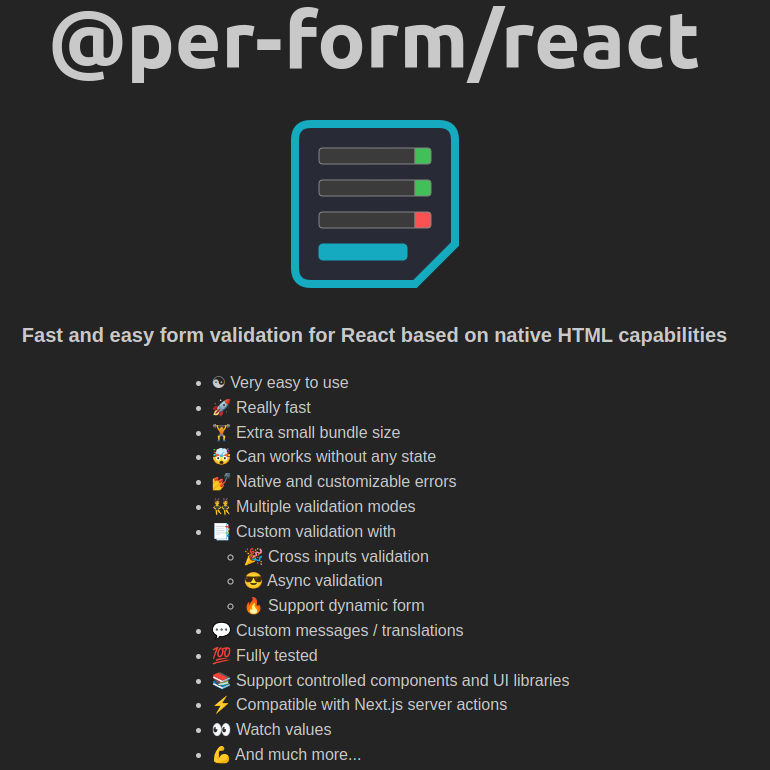 @per-form/react
Fast and easy form validation for React based on native HTML capabilities
☯ Very easy to use
🚀 Really fast
🏋 Extra small bundle size
🤯 Can works without any state
💅 Native and customizable errors
👯 Multiple validation modes
📑 Custom validation with
🎉 Cross inputs validation
😎 Async validation
🔥 Support dynamic form
💬 Custom messages / translations
💯 Fully tested
📚 Support controlled components and UI libraries
⚡ Compatible with Next.js server actions
👀 Watch values
💪 And much more...